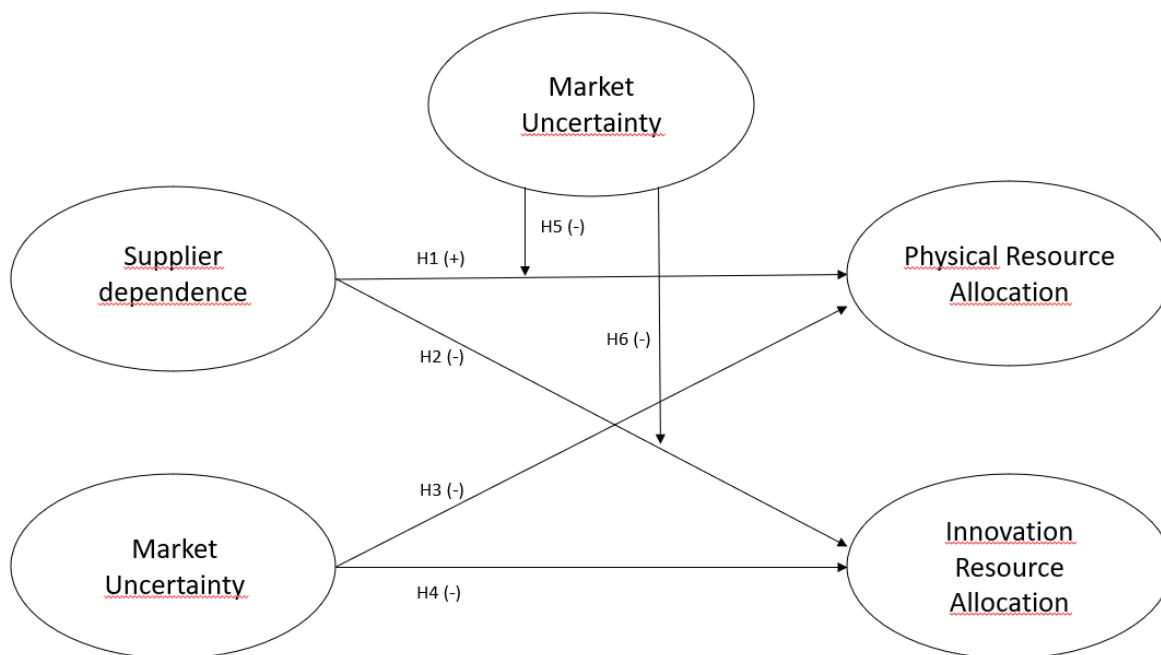 Market
Uncertainty
H5 (-)
Supplier
dependence
H1 (+)
Physical Resource
Allocation
H2 (-)
H6 (-)
H3 (-)
Market
Uncertainty
H4 (-)
Innovation
Resource
Allocation